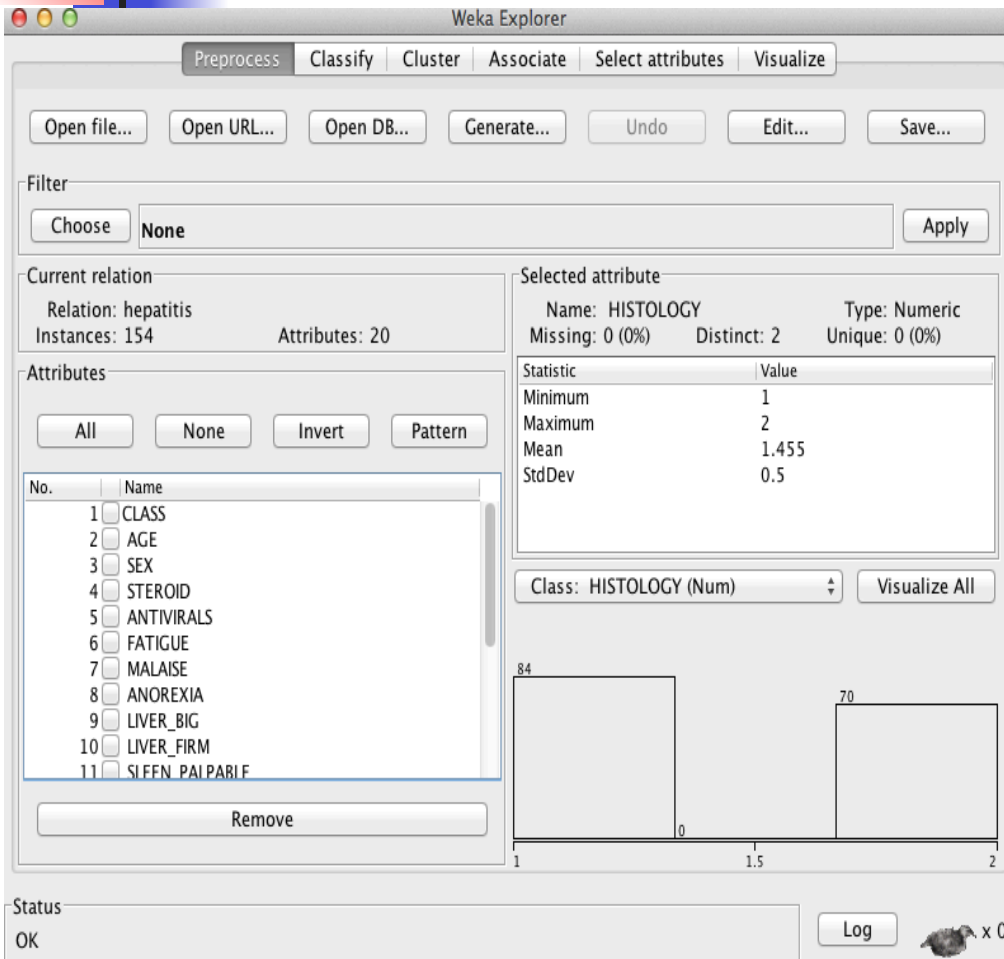 Weka Explorer
Preprocess Classify Cluster Associate Select attributes Visualize
Open file... Open URL... Open DB... Generate... Undo Edit... Save...
Filter
Choose None Apply
Current relation
Relation: hepatitis
Instances: 154 Attributes: 20
Attributes
All None Invert Pattern
No. Name
1 CLASS
2 AGE
3 SEX
4 STEROID
5 ANTIVIRALS
6 FATIGUE
7 MALAISE
8 ANOREXIA
9 LIVER_BIG
10 LIVER_FIRM
11 SLEEN_PALPABLE
Remove
Selected attribute
Name: HISTOLOGY Type: Numeric
Missing: 0 (0%) Distinct: 2 Unique: 0 (0%)
Statistic Value
Minimum 1
Maximum 2
Mean 1.455
StdDev 0.5
Class: HISTOLOGY (Num) Visualize All
84
70
0
1 1.5 2
Status
OK
Log x 0